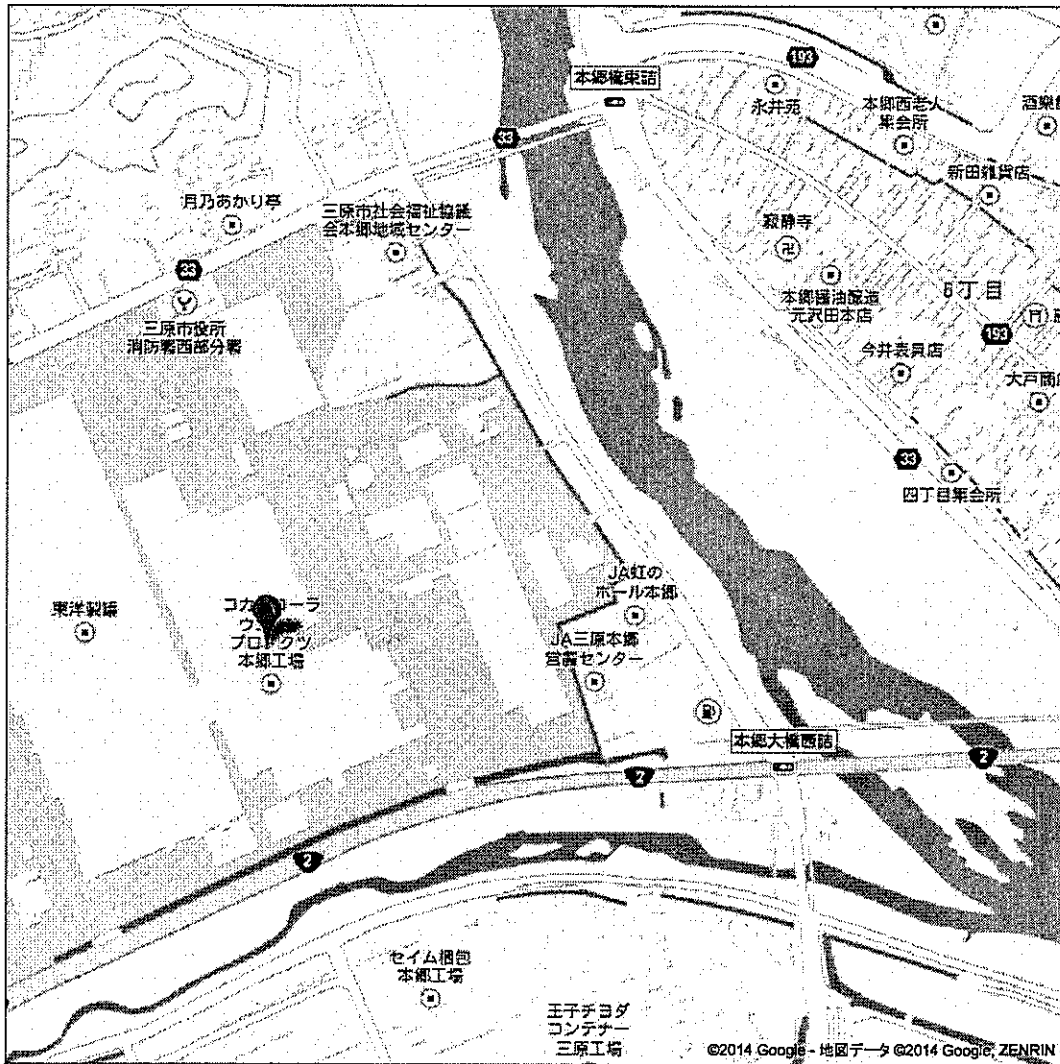 193
本郷橋東詰
永井苑
本郷西老人
集会所
酒樂
33
新田雑貨店
月乃あかり亭
三原市社会福祉協議
会本郷地域センター
寂静寺
33
本郷醤油醸造
元沢田本店
三原市役所
消防署西部分署
193
今井表具店
大戸商店
33
四丁目集会所
JA虹の
ホール本郷
東洋製罐
コカ・コーラ
プロダクツ
本郷工場
JA三原本郷
営農センター
本郷大橋西詰
2
2
2
セイム梱包
本郷工場
王子チヨダ
コンテナー
三原工場
©2014 Google - 地図データ ©2014 Google, ZENRIN